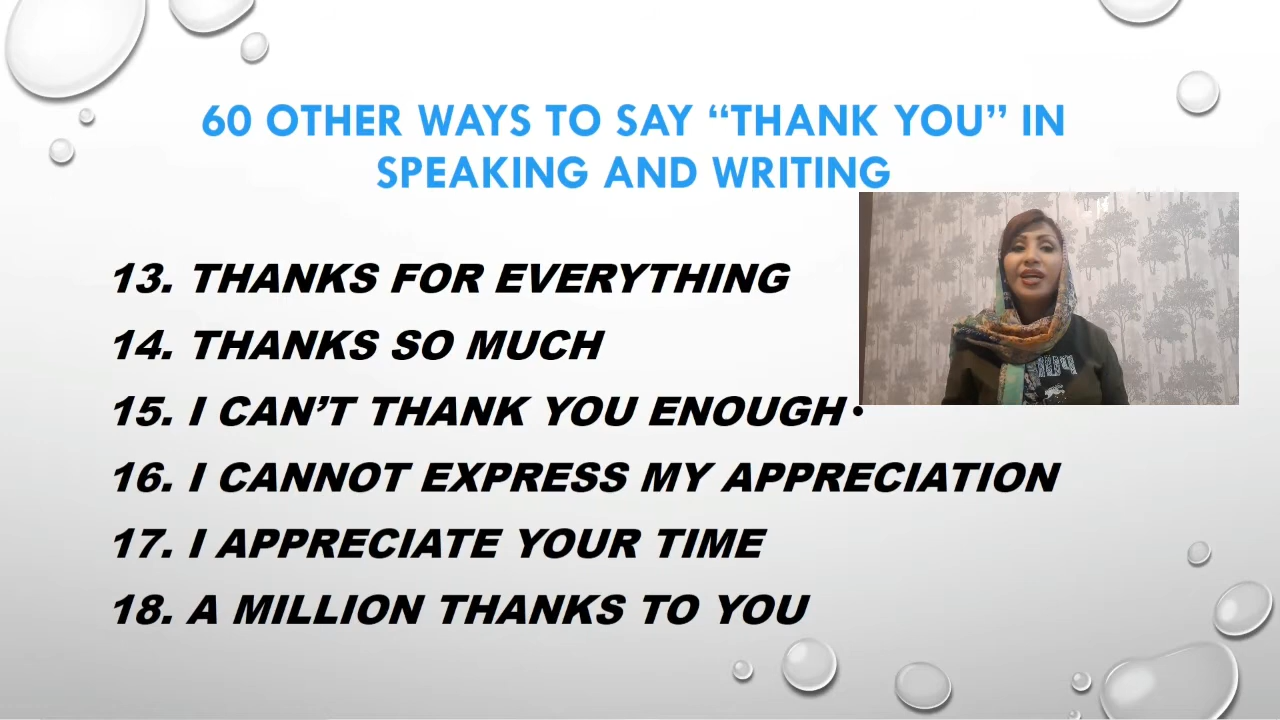 60 OTHER WAYS TO SAY “THANK YOU” IN
SPEAKING AND WRITING
13. THANKS FOR EVERYTHING
14. THANKS SO MUCH
15. I CAN’T THANK YOU ENOUGH •
16. I CANNOT EXPRESS MY APPRECIATION
17. I APPRECIATE YOUR TIME
18. A MILLION THANKS TO YOU